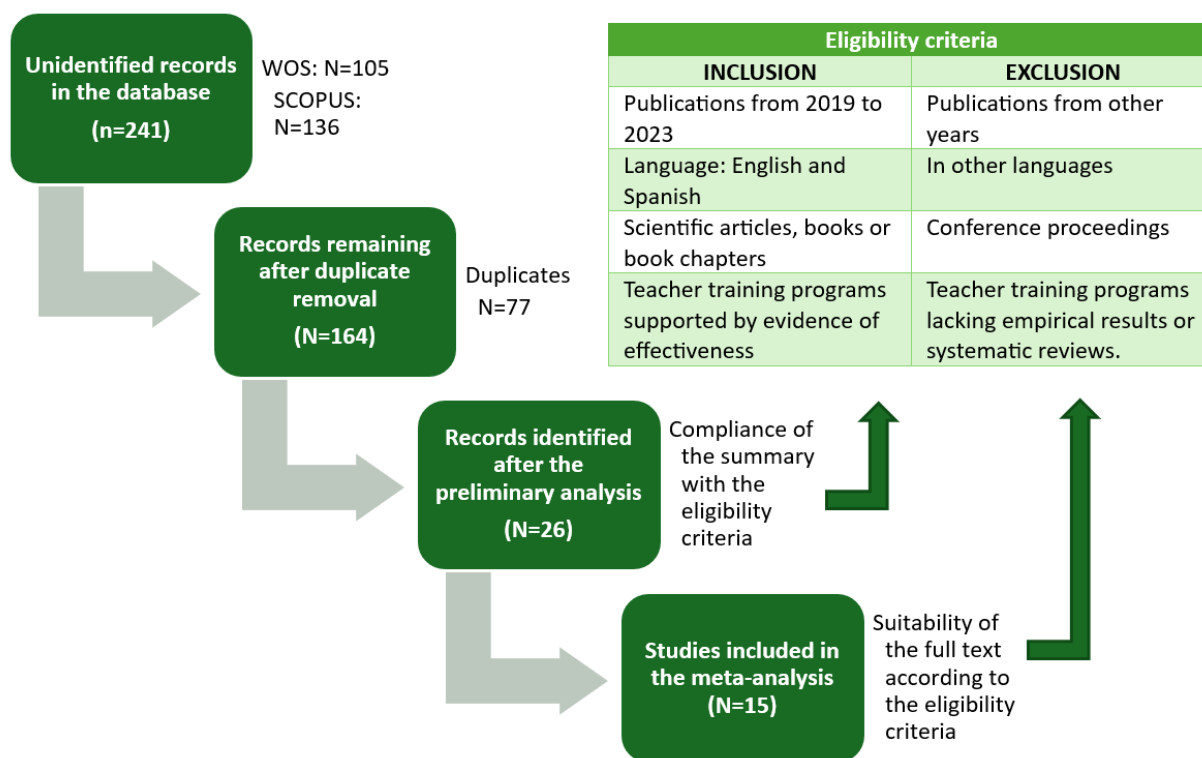 Unidentified records
in the database
(n=241)
WOS: N=105
SCOPUS:
N=136
Records remaining
after duplicate
removal
(N=164)
Duplicates
N=77
Records identified
after the
preliminary analysis
(N=26)
Compliance of
the summary
with the
eligibility
criteria
Studies included in
the meta-analysis
(N=15)
Suitability of
the full text
according to
the eligibility
criteria
Eligibility criteria
INCLUSION
EXCLUSION
Publications from 2019 to
2023
Publications from other
years
Language: English and
Spanish
In other languages
Scientific articles, books or
book chapters
Conference proceedings
Teacher training programs
supported by evidence of
effectiveness
Teacher training programs
lacking empirical results or
systematic reviews.